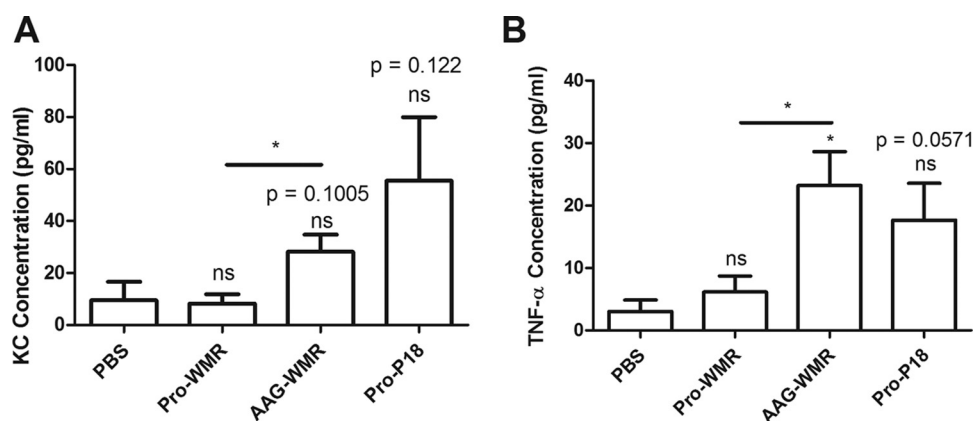 A
KC Concentration (pg/ml)
100
80
60
40
20
0
p = 0.122
ns
*
p = 0.1005
ns
ns
PBS
Pro-WMR
AAG-WMR
Pro-P18
B
TNF-α Concentration (pg/ml)
40
30
20
10
0
*
*
p = 0.0571
ns
ns
PBS
Pro-WMR
AAG-WMR
Pro-P18